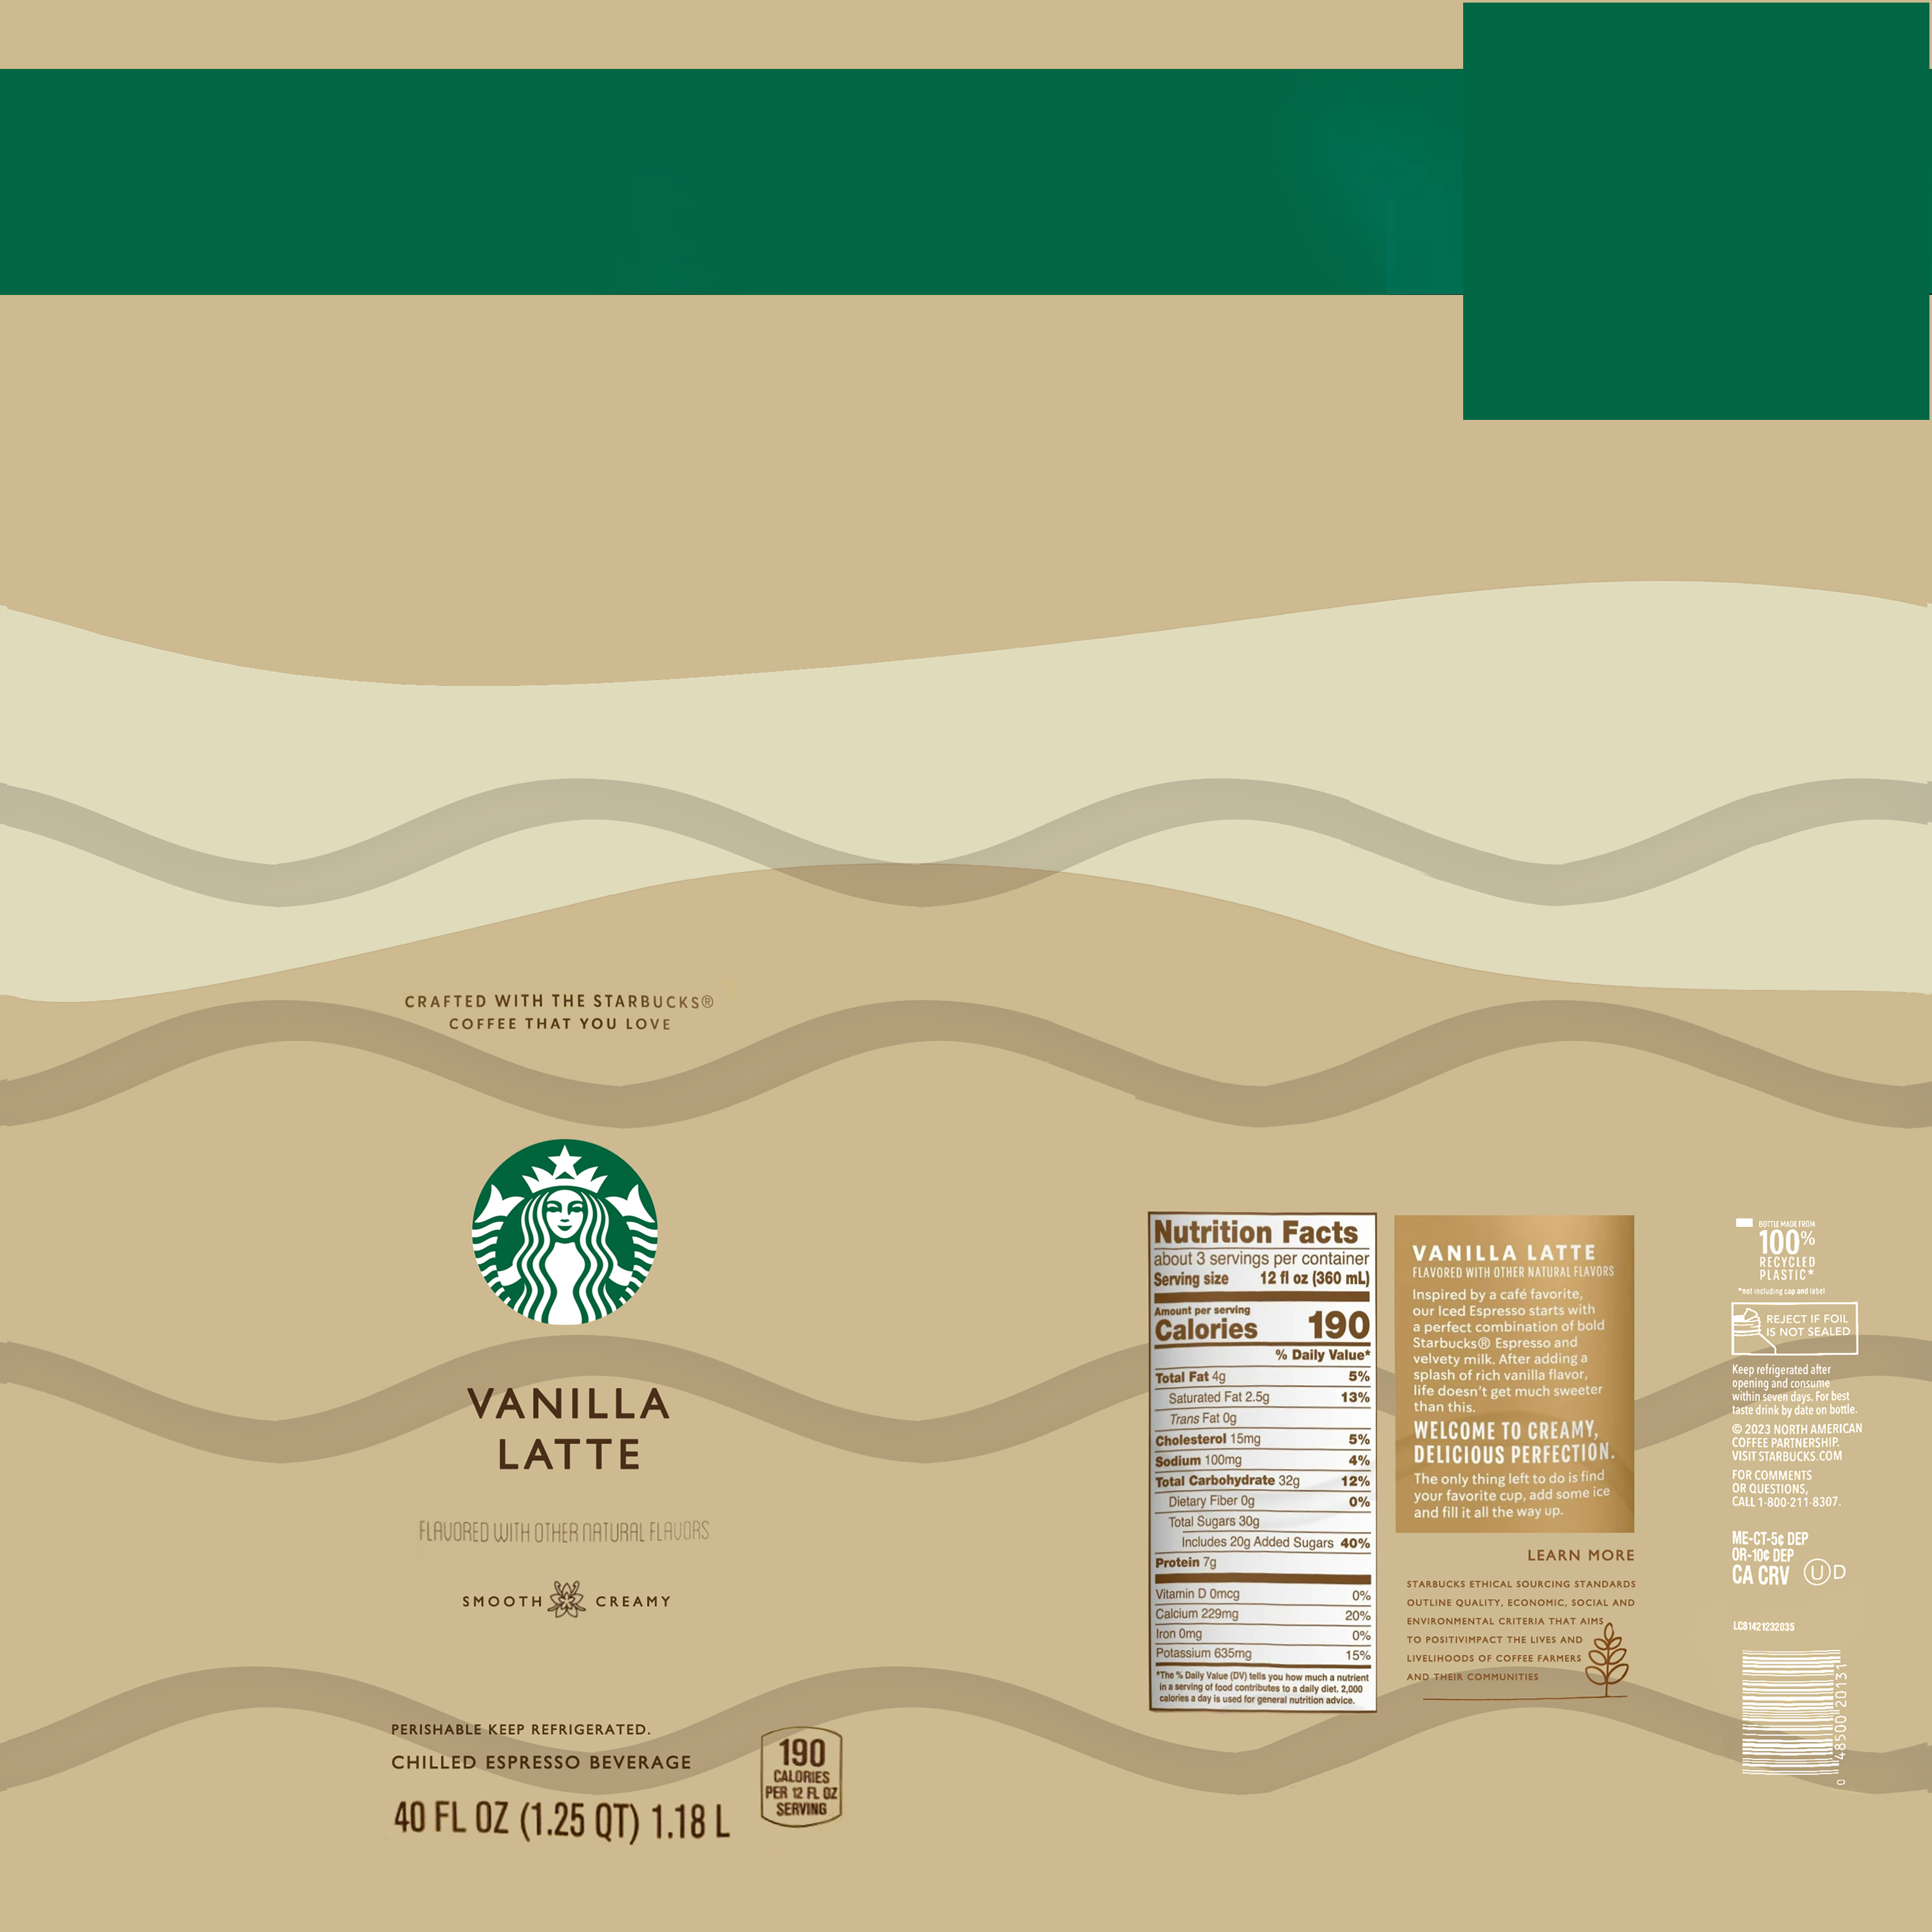 CRAFTED WITH THE STARBUCKS®
COFFEE THAT YOU LOVE
VANILLA
LATTE
FLAVORED WITH OTHER NATURAL FLAVORS
SMOOTH CREAMY
PERISHABLE KEEP REFRIGERATED.
CHILLED ESPRESSO BEVERAGE
40 FL OZ (1.25 QT) 1.18 L
190
CALORIES
PER 12 FL OZ
SERVING
Nutrition Facts
about 3 servings per container
Serving size 12 fl oz (360 mL)
Amount per serving
Calories 190
% Daily Value*
Total Fat 4g 5%
Saturated Fat 2.5g 13%
Trans Fat 0g
Cholesterol 15mg 5%
Sodium 100mg 4%
Total Carbohydrate 32g 12%
Dietary Fiber 0g 0%
Total Sugars 30g
Includes 20g Added Sugars 40%
Protein 7g
Vitamin D 0mcg 0%
Calcium 229mg 20%
Iron 0mg 0%
Potassium 635mg 15%
*The % Daily Value (DV) tells you how much a nutrient
in a serving of food contributes to a daily diet. 2,000
calories a day is used for general nutrition advice.
VANILLA LATTE
FLAVORED WITH OTHER NATURAL FLAVORS
Inspired by a café favorite,
our Iced Espresso starts with
a perfect combination of bold
Starbucks® Espresso and
velvety milk. After adding a
splash of rich vanilla flavor,
life doesn't get much sweeter
than this.
WELCOME TO CREAMY,
DELICIOUS PERFECTION.
The only thing left to do is find
your favorite cup, add some ice
and fill it all the way up.
LEARN MORE
STARBUCKS ETHICAL SOURCING STANDARDS
OUTLINE QUALITY, ECONOMIC, SOCIAL AND
ENVIRONMENTAL CRITERIA THAT AIMS
TO POSITIVIMPACT THE LIVES AND
LIVELIHOODS OF COFFEE FARMERS
AND THEIR COMMUNITIES
BOTTLE MADE FROM
100%
RECYCLED
PLASTIC*
*not including cap and label
REJECT IF FOIL
IS NOT SEALED
Keep refrigerated after
opening and consume
within seven days. For best
taste drink by date on bottle.
© 2023 NORTH AMERICAN
COFFEE PARTNERSHIP.
VISIT STARBUCKS.COM
FOR COMMENTS
OR QUESTIONS,
CALL 1-800-211-8307.
ME-CT-5¢ DEP
OR-10¢ DEP
CA CRV U D
LCB1421232035
0 48500 20131